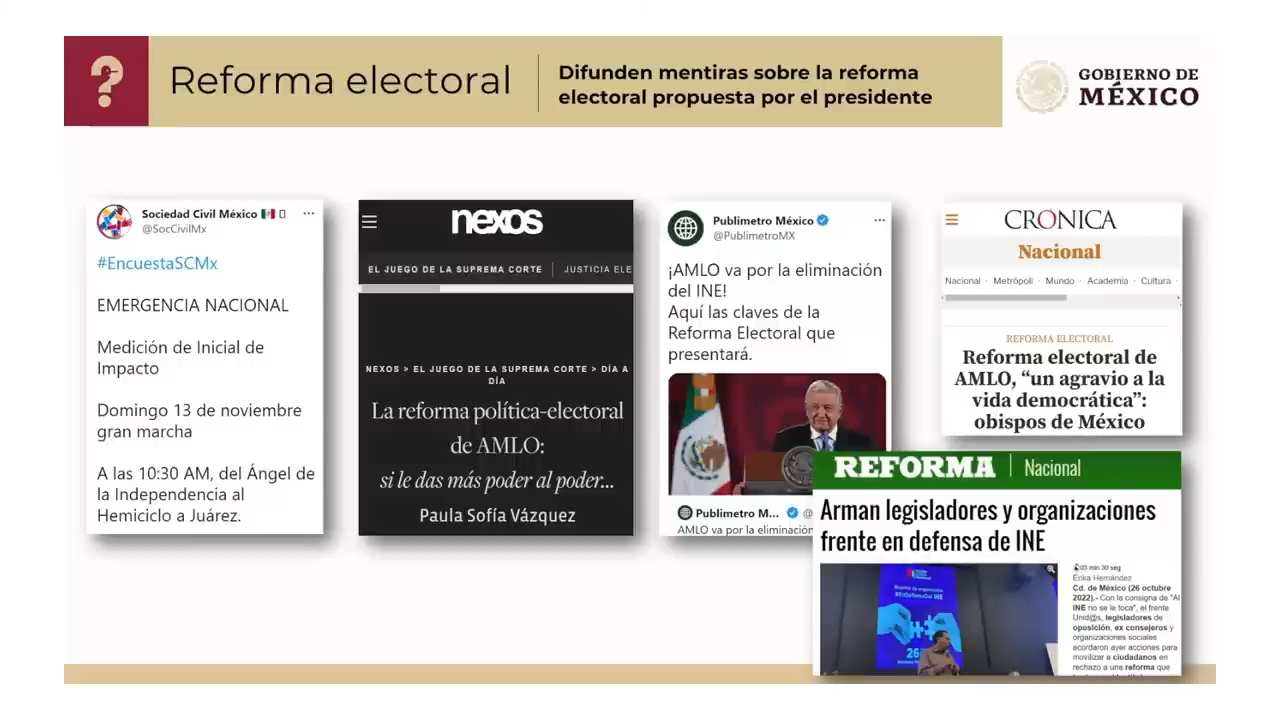 Reforma electoral
Difunden mentiras sobre la reforma
electoral propuesta por el presidente
GOBIERNO DE
MÉXICO
Sociedad Civil México
@SocCivilMx
#EncuestaSCMx
EMERGENCIA NACIONAL
Medición de Inicial de
Impacto
Domingo 13 de noviembre
gran marcha
A las 10:30 AM, del Ángel de
la Independencia al
Hemiciclo a Juárez.
nexos
EL JUEGO DE LA SUPREMA CORTE | JUSTICIA ELE
NEXOS > EL JUEGO DE LA SUPREMA CORTE > DÍA A
DÍA
La reforma política-electoral
de AMLO:
si le das más poder al poder...
Paula Sofía Vázquez
Publimetro México
@PublimetroMX
¡AMLO va por la eliminación
del INE!
Aquí las claves de la
Reforma Electoral que
presentará.
Publimetro M... @
AMLO va por la eliminación
CRÓNICA
Nacional
Nacional · Metrópoli · Mundo · Academia · Cultura ·
REFORMA ELECTORAL
Reforma electoral de
AMLO, “un agravio a la
vida democrática”:
obispos de México
REFORMA | Nacional
Arman legisladores y organizaciones
frente en defensa de INE
03 min 30 seg
Érika Hernández
Cd. de México (26 octubre
2022).- Con la consigna de "Al
INE no se le toca", el frente
Unid@s, legisladores de
oposición, ex consejeros y
organizaciones sociales
acordaron ayer acciones para
movilizar a ciudadanos en
rechazo a una reforma que
#EnDefensaDel INE
26